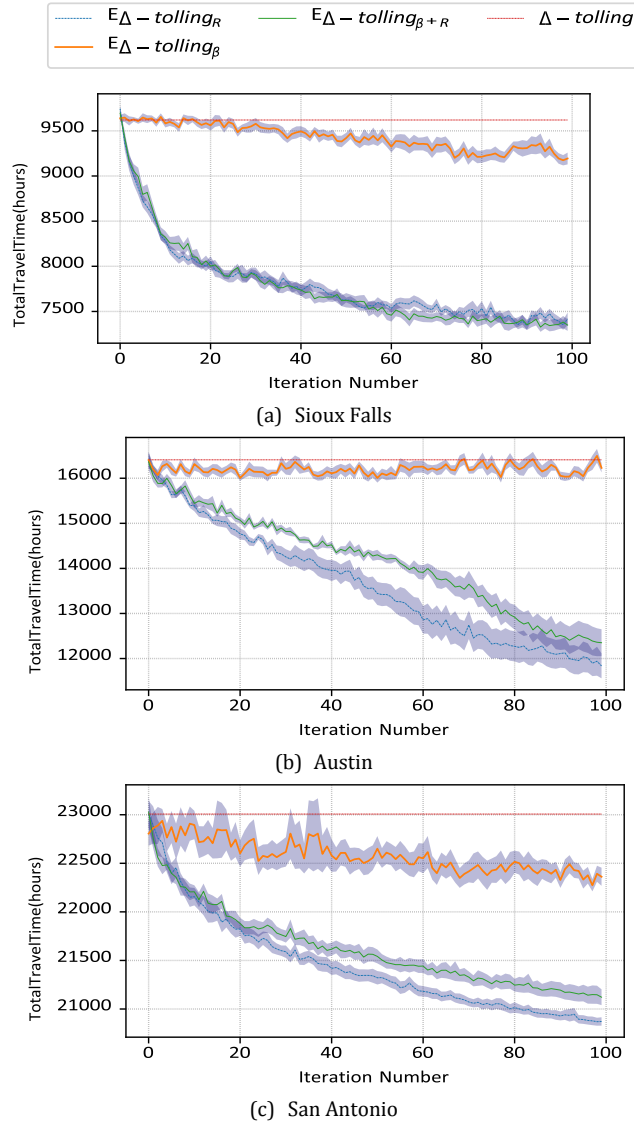 EΔ − tolling_R EΔ − tolling_β+R Δ − tolling
EΔ − tolling_β
9500
9000
8500
8000
7500
TotalTravelTime(hours)
0 20 40 60 80 100
Iteration Number
(a) Sioux Falls
16000
15000
14000
13000
12000
TotalTravelTime(hours)
0 20 40 60 80 100
Iteration Number
(b) Austin
23000
22500
22000
21500
21000
TotalTravelTime(hours)
0 20 40 60 80 100
Iteration Number
(c) San Antonio